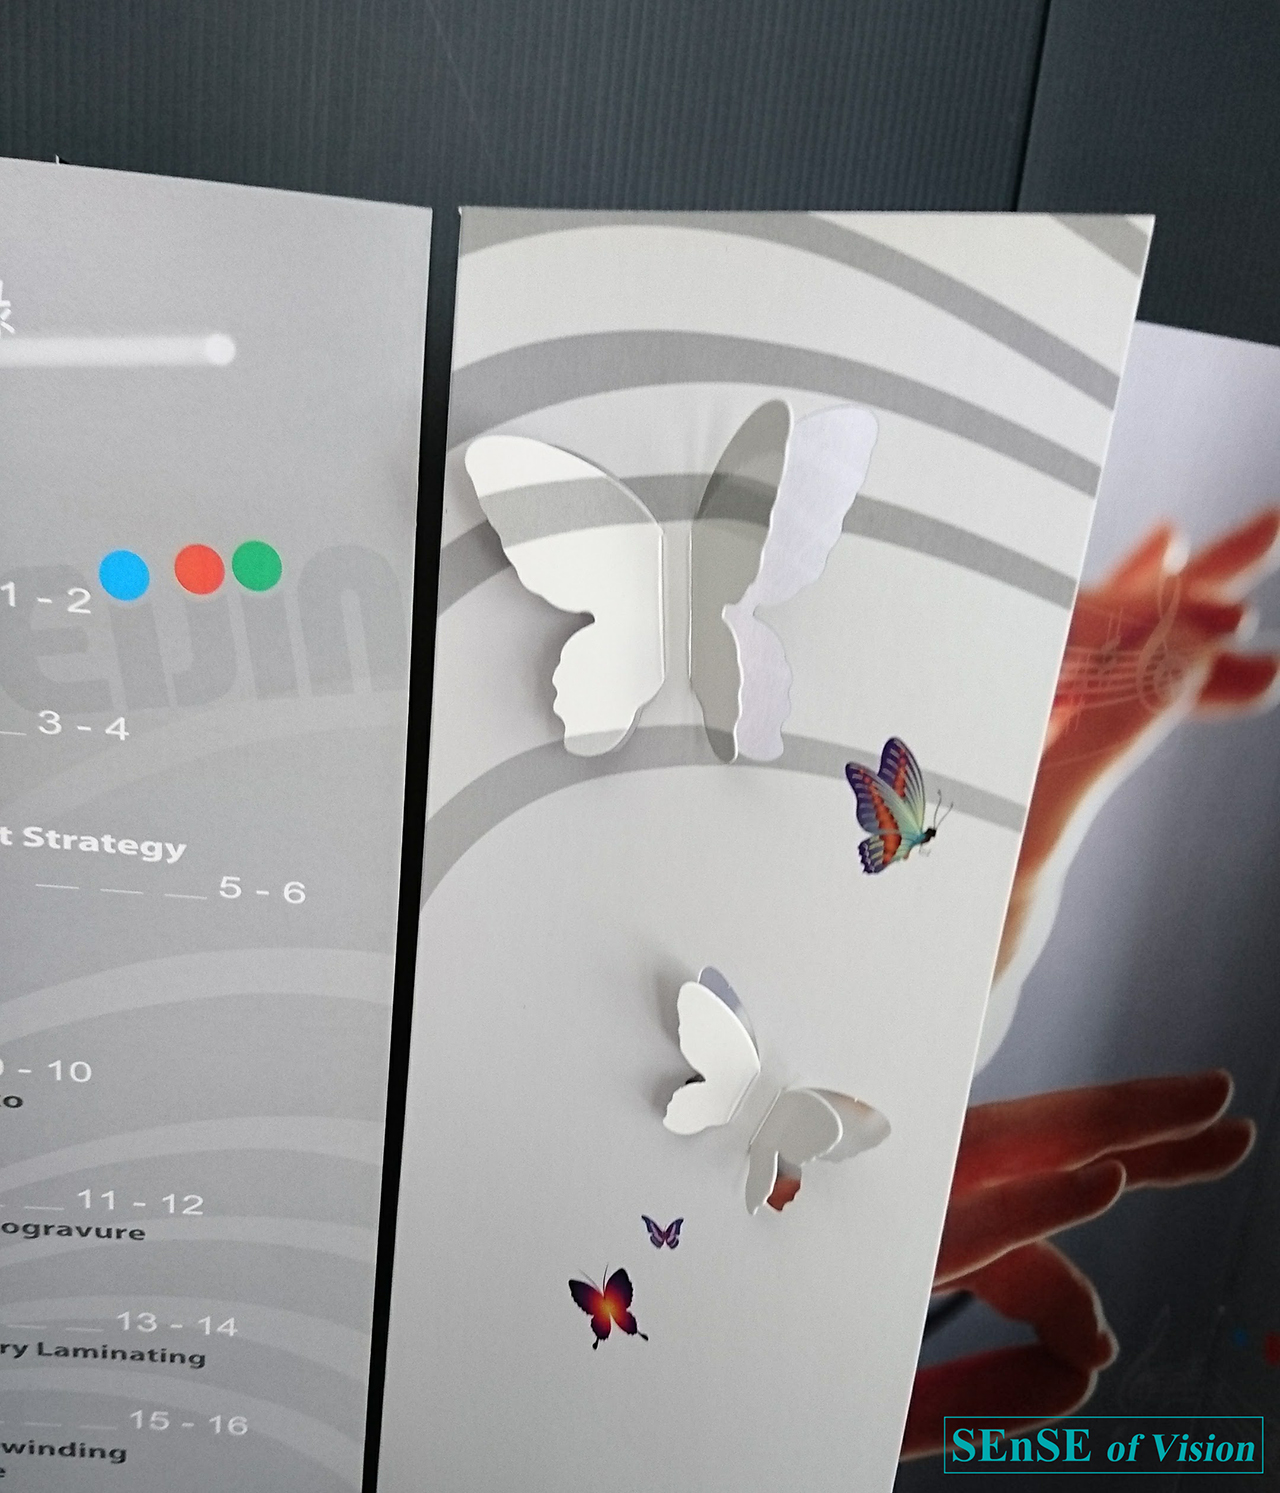 1 - 2
EIJIN
3 - 4
t Strategy
5 - 6
- 10
11 - 12
ogravure
13 - 14
ry Laminating
15 - 16
winding
SEnSE of Vision